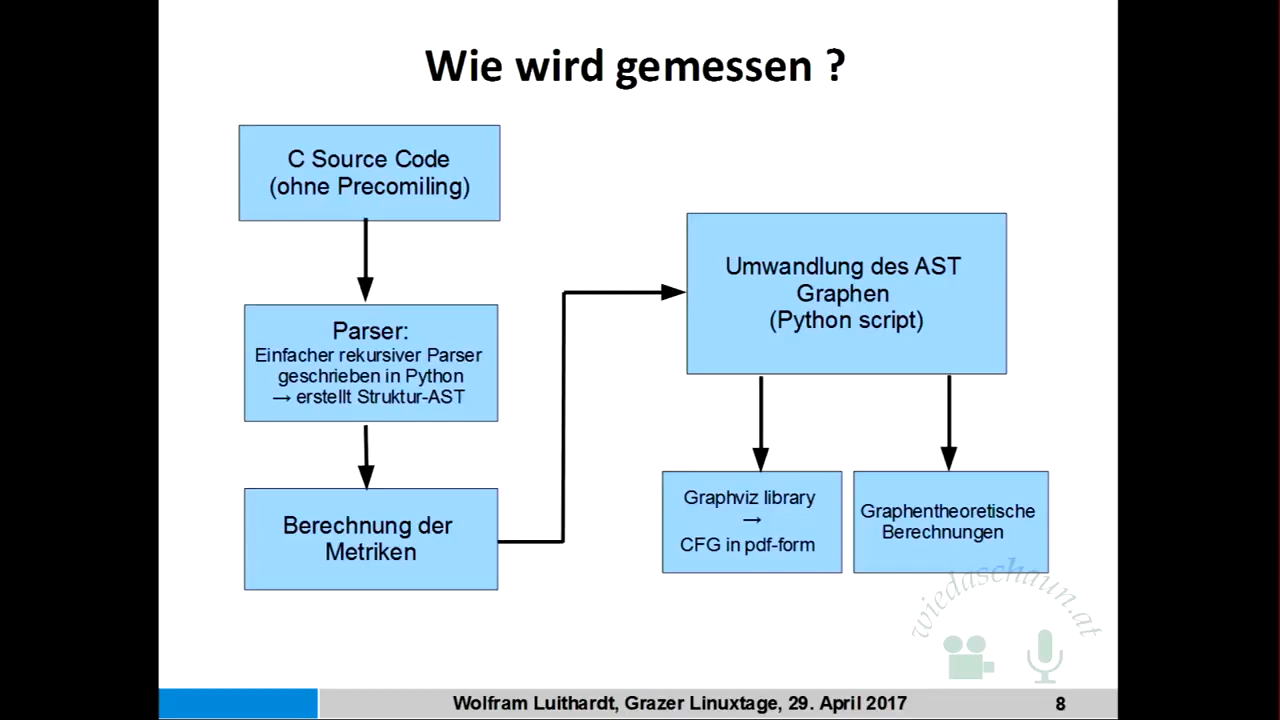 Wie wird gemessen ?
C Source Code
(ohne Precomiling)
Parser:
Einfacher rekursiver Parser
geschrieben in Python
→ erstellt Struktur-AST
Berechnung der
Metriken
Umwandlung des AST
Graphen
(Python script)
Graphviz library
→
CFG in pdf-form
Graphentheoretische
Berechnungen
wiedaschaun.at
Wolfram Luithardt, Grazer Linuxtage, 29. April 2017
8